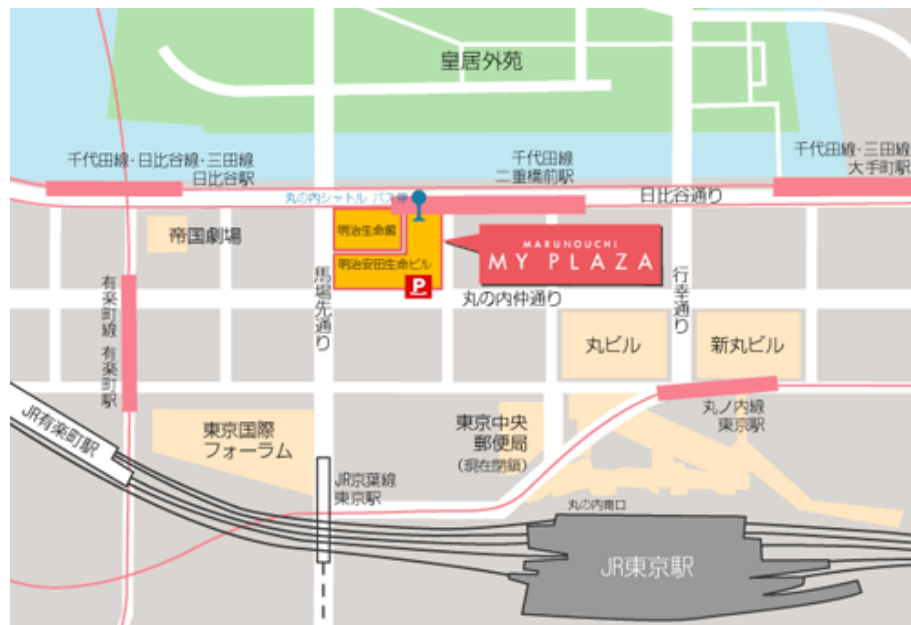 皇居外苑
千代田線・日比谷線・三田線
日比谷駅
千代田線
二重橋前駅
千代田線・三田線
大手町駅
丸の内シャトル バス停
日比谷通り
帝国劇場
明治生命館
明治安田生命ビル
P
MARUNOUCHI
MY PLAZA
馬場先通り
行幸通り
丸の内仲通り
有楽町線 有楽町駅
丸ビル
新丸ビル
JR有楽町駅
東京国際
フォーラム
東京中央
郵便局
(現在閉鎖)
丸ノ内線
東京駅
JR京葉線
東京駅
丸の内南口
JR東京駅